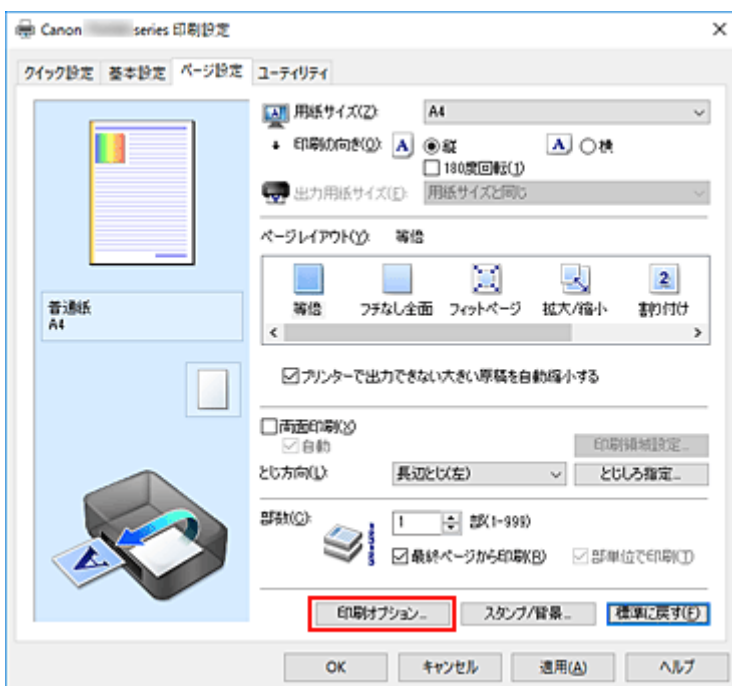 Canon series 印刷設定
クイック設定 基本設定 ページ設定 ユーティリティ
用紙サイズ(Z): A4
印刷の向き(O): A 縦 A 横
180度回転(J)
出力用紙サイズ(E): 用紙サイズと同じ
ページレイアウト(Y): 等倍
等倍 フチなし全面 フィットページ 拡大/縮小 割り付け
普通紙
A4
プリンターで出力できない大きい原稿を自動縮小する
両面印刷(X)
自動
印刷領域設定...
とじ方向(L): 長辺とじ(左) とじしろ指定...
部数(C): 1 部(1-999)
最終ページから印刷(R) 部単位で印刷(T)
印刷オプション... スタンプ/背景... 標準に戻す(F)
OK キャンセル 適用(A) ヘルプ